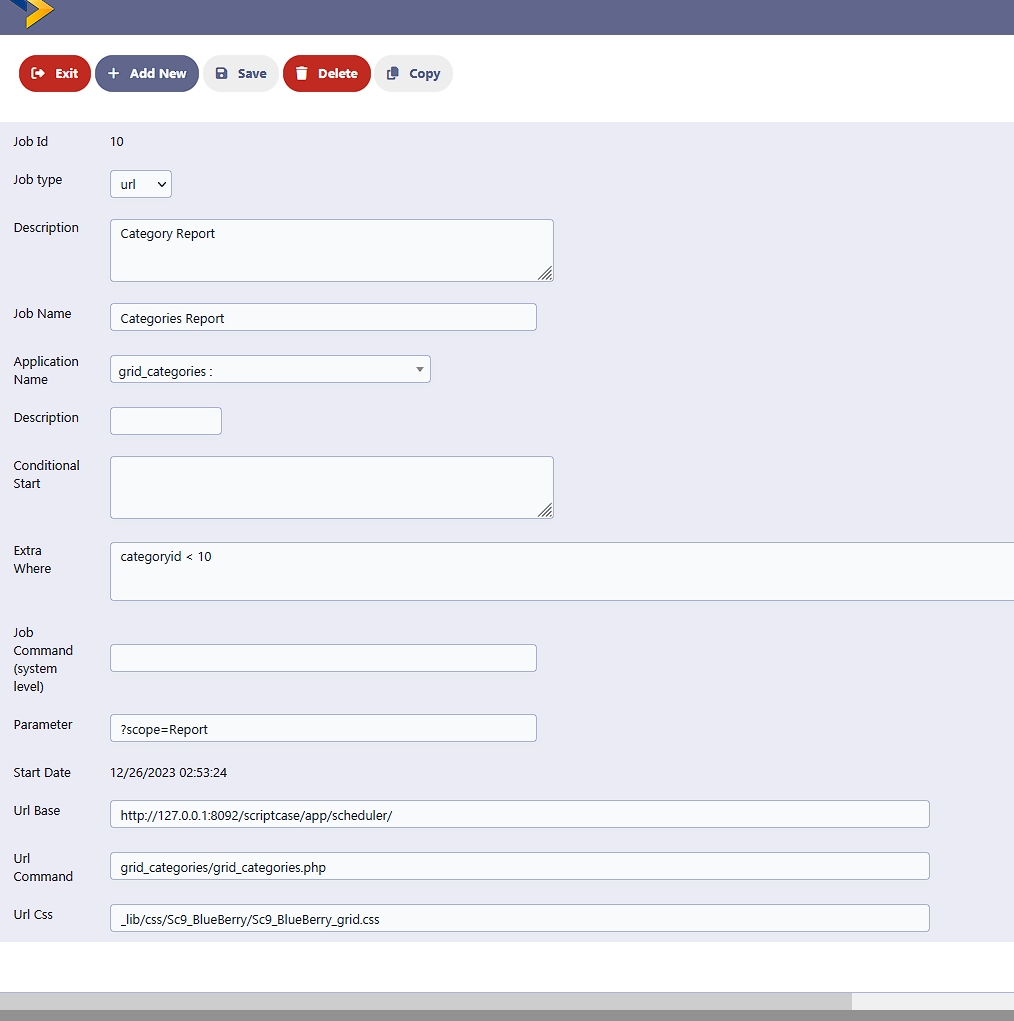 Exit
Add New
Save
Delete
Copy
Job Id 10
Job type url
Description Category Report
Job Name Categories Report
Application
Name
grid_categories :
Description
Conditional
Start
Extra
Where
categoryid < 10
Job
Command
(system
level)
Parameter ?scope=Report
Start Date 12/26/2023 02:53:24
Url Base http://127.0.0.1:8092/scriptcase/app/scheduler/
Url
Command
grid_categories/grid_categories.php
Url Css _lib/css/Sc9_BlueBerry/Sc9_BlueBerry_grid.css